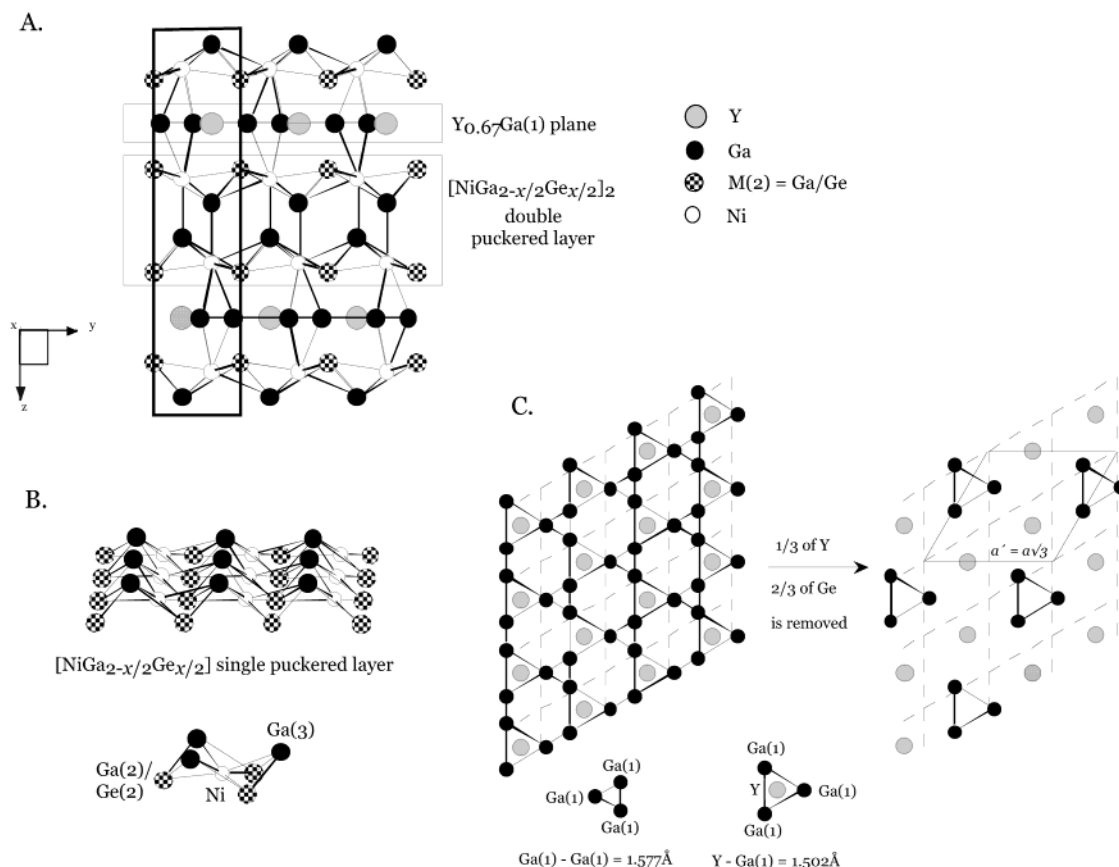 A.
Y0.67Ga(1) plane
[NiGa2-x/2Gex/2]2
double
puckered layer
Y
Ga
M(2) = Ga/Ge
Ni
x
y
z
B.
[NiGa2-x/2Gex/2] single puckered layer
Ga(3)
Ga(2)/
Ge(2)
Ni
C.
1/3 of Y
2/3 of Ge
is removed
a´ = a√3
Ga(1)
Ga(1)
Ga(1)
Ga(1) - Ga(1) = 1.577Å
Ga(1)
Y
Ga(1)
Ga(1)
Y - Ga(1) = 1.502Å